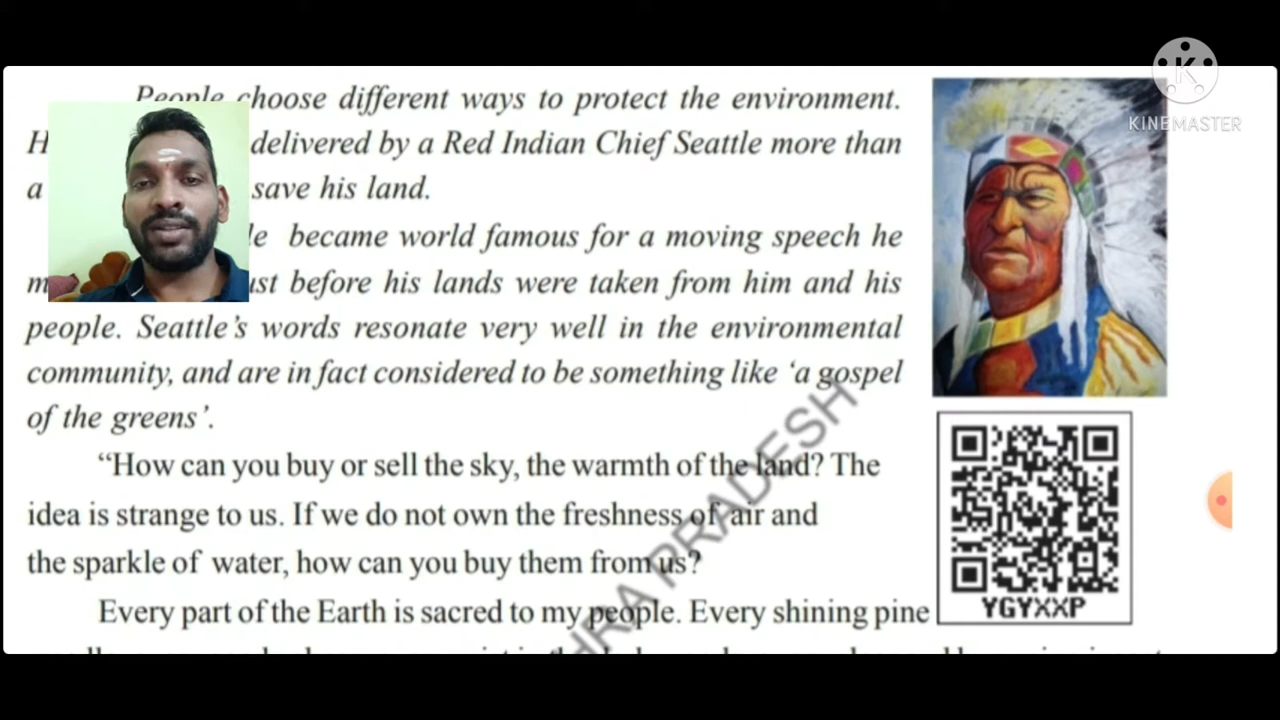 People choose different ways to protect the environment.
H delivered by a Red Indian Chief Seattle more than
a save his land.
became world famous for a moving speech he
just before his lands were taken from him and his
people. Seattle's words resonate very well in the environmental
community, and are in fact considered to be something like 'a gospel
of the greens'.
"How can you buy or sell the sky, the warmth of the land? The
idea is strange to us. If we do not own the freshness of air and
the sparkle of water, how can you buy them from us?
Every part of the Earth is sacred to my people. Every shining pine
K
KINEMASTER
YGYXXP
HRA PRADESH